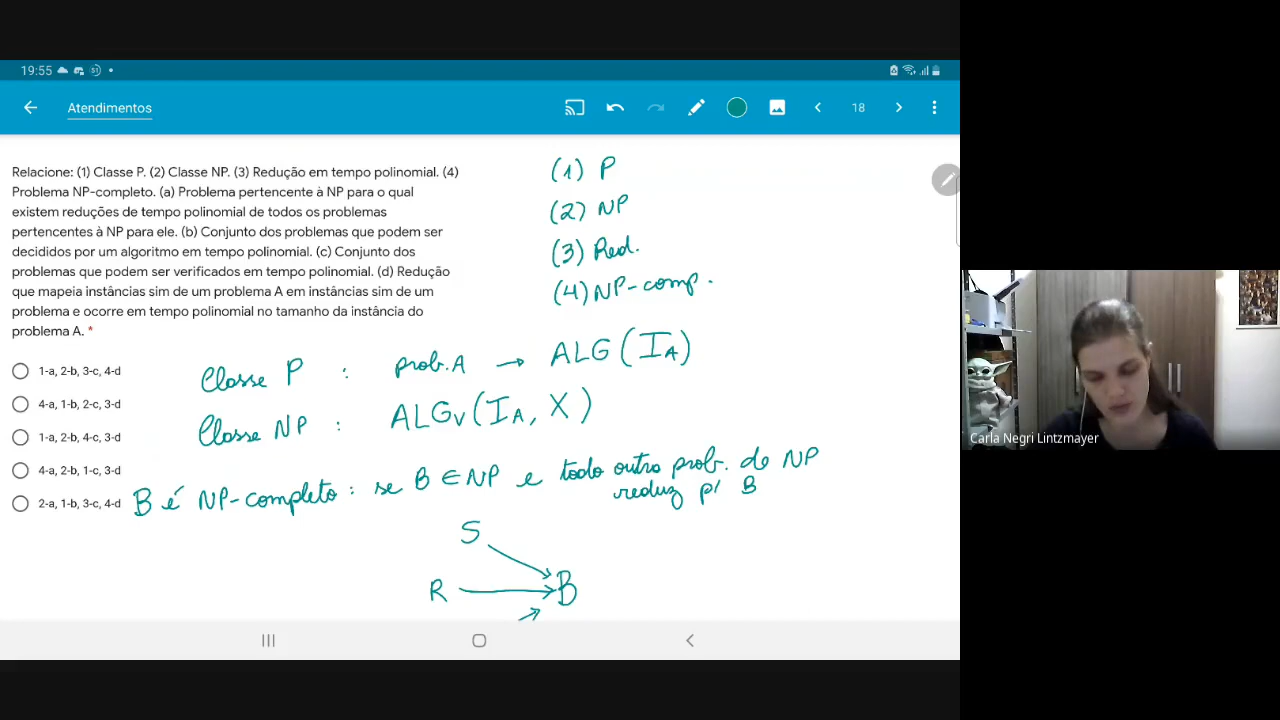 19:55
Atendimentos
18
Relacione: (1) Classe P. (2) Classe NP. (3) Redução em tempo polinomial. (4)
Problema NP-completo. (a) Problema pertencente à NP para o qual
existem reduções de tempo polinomial de todos os problemas
pertencentes à NP para ele. (b) Conjunto dos problemas que podem ser
decididos por um algoritmo em tempo polinomial. (c) Conjunto dos
problemas que podem ser verificados em tempo polinomial. (d) Redução
que mapeia instâncias sim de um problema A em instâncias sim de um
problema e ocorre em tempo polinomial no tamanho da instância do
problema A. *
1-a, 2-b, 3-c, 4-d
4-a, 1-b, 2-c, 3-d
1-a, 2-b, 4-c, 3-d
4-a, 2-b, 1-c, 3-d
2-a, 1-b, 3-c, 4-d
(1) P
(2) NP
(3) Red.
(4) NP-comp.
Classe P : prob. A → ALG (IA)
Classe NP : ALGv (IA, X)
B é NP-completo: se B ∈ NP e todo outro prob. de NP
reduz p/ B
S
R → B
Carla Negri Lintzmayer